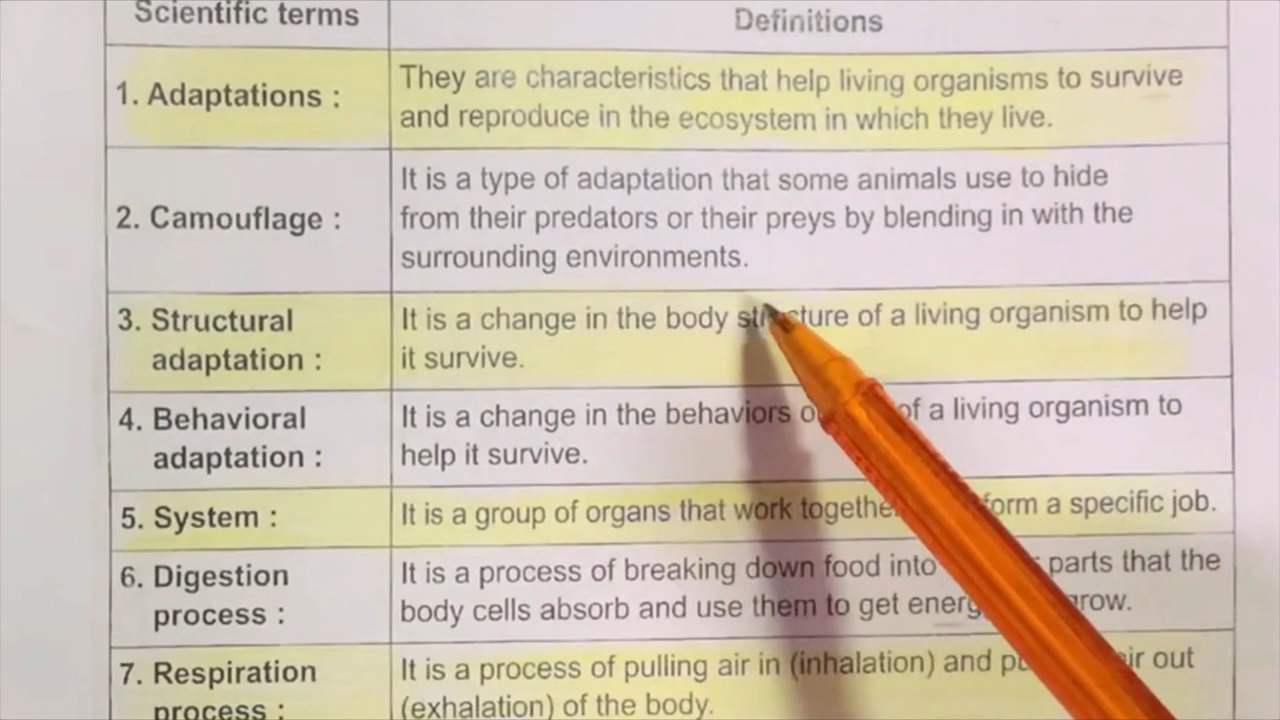 Scientific terms
Definitions
1. Adaptations :
They are characteristics that help living organisms to survive
and reproduce in the ecosystem in which they live.
2. Camouflage :
It is a type of adaptation that some animals use to hide
from their predators or their preys by blending in with the
surrounding environments.
3. Structural
adaptation :
It is a change in the body structure of a living organism to help
it survive.
4. Behavioral
adaptation :
It is a change in the behaviors of a living organism to
help it survive.
5. System :
It is a group of organs that work together a specific job.
6. Digestion
process :
It is a process of breaking down food into parts that the
body cells absorb and use them to get
7. Respiration
process :
It is a process of pulling air in (inhalation) and air out
(exhalation) of the body.